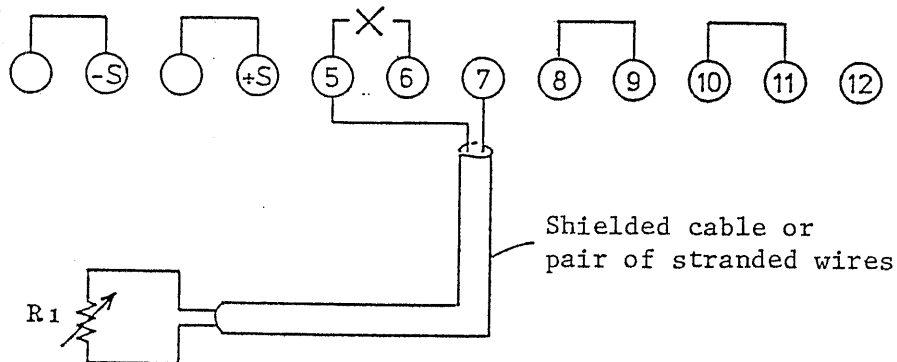 -S +S 5 6 7 8 9 10 11 12
Shielded cable or
pair of stranded wires
R1